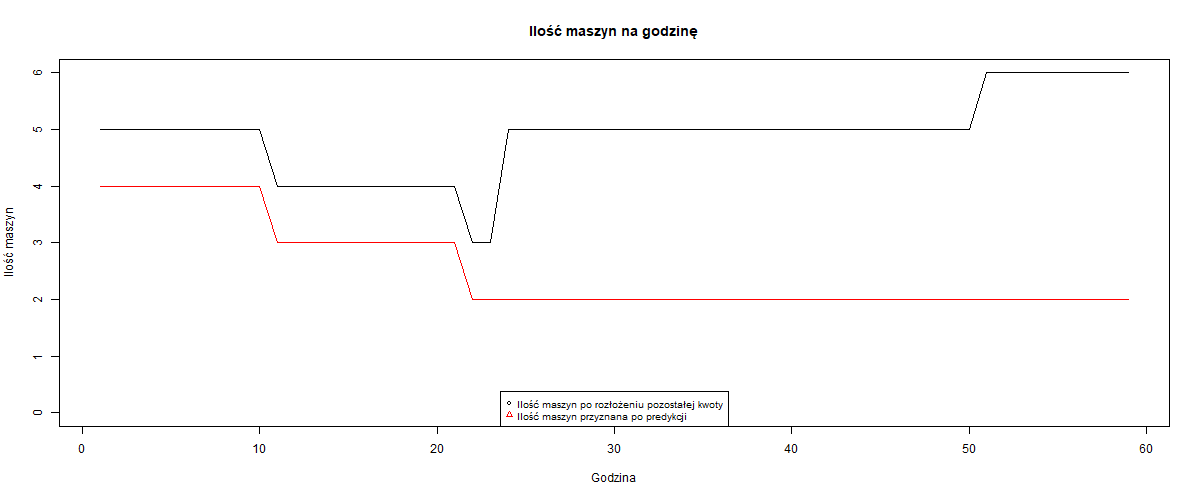 Ilość maszyn na godzinę
Ilość maszyn
6
5
4
3
2
1
0
Ilość maszyn po rozłożeniu pozostałej kwoty
Ilość maszyn przyznana po predykcji
0 10 20 30 40 50 60
Godzina